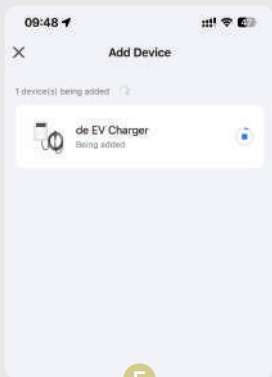 09:48
Add Device
1 device(s) being added
de EV Charger
Being added